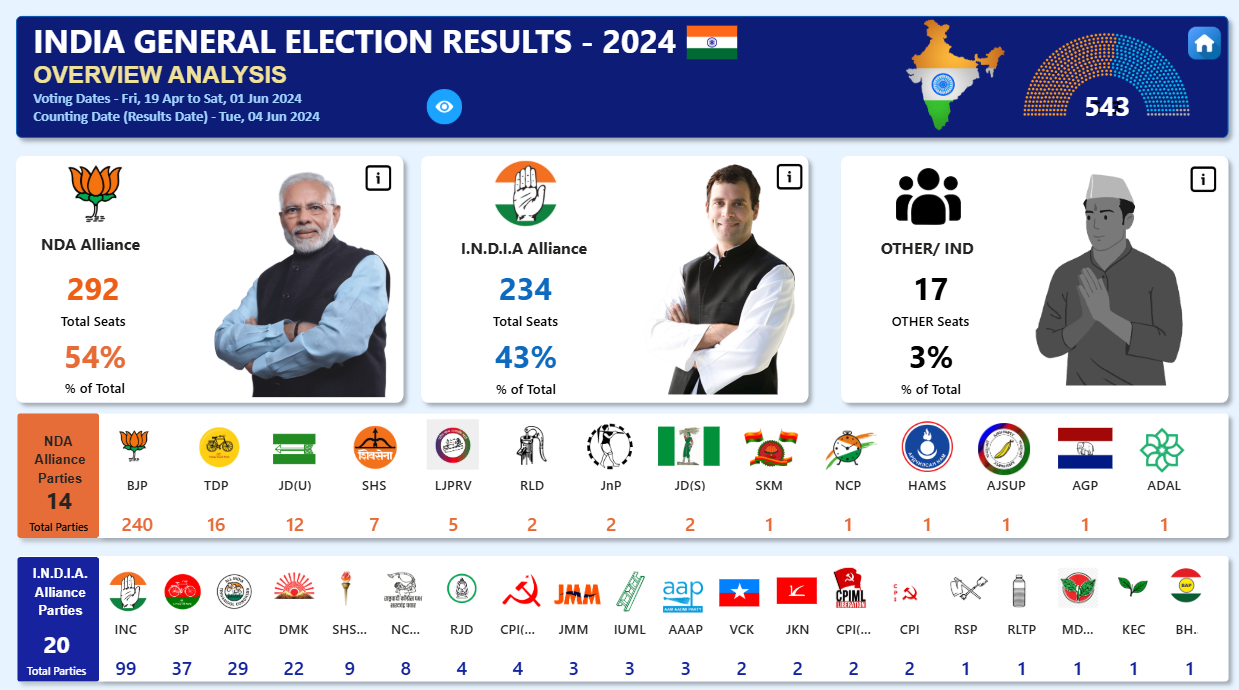 INDIA GENERAL ELECTION RESULTS - 2024
OVERVIEW ANALYSIS
Voting Dates - Fri, 19 Apr to Sat, 01 Jun 2024
Counting Date (Results Date) - Tue, 04 Jun 2024
543
NDA Alliance
292
Total Seats
54%
% of Total
i
I.N.D.I.A Alliance
234
Total Seats
43%
% of Total
i
OTHER/ IND
17
OTHER Seats
3%
% of Total
i
NDA
Alliance
Parties
14
Total Parties
शिवसेना
BJP TDP JD(U) SHS LJPRV RLD JnP JD(S) SKM NCP HAMS AJSUP AGP ADAL
240 16 12 7 5 2 2 2 1 1 1 1 1 1
I.N.D.I.A.
Alliance
Parties
20
Total Parties
JMM
aap
AAM AADMI PARTY
CPIML
LIBERATION
CPI
BAP
INC SP AITC DMK SHS... NC... RJD CPI(... JMM IUML AAAP VCK JKN CPI(... CPI RSP RLTP MD... KEC BH..
99 37 29 22 9 8 4 4 3 3 3 2 2 2 2 1 1 1 1 1